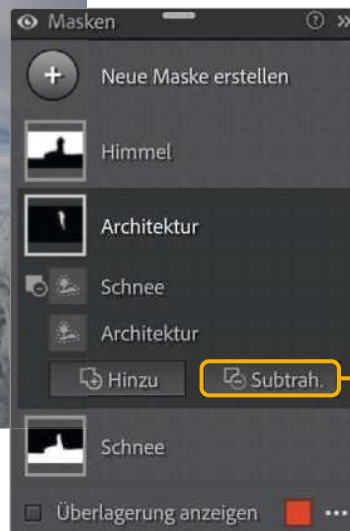 Masken
Neue Maske erstellen
Himmel
Architektur
Schnee
Architektur
Hinzu Subtrah.
Schnee
Überlagerung anzeigen